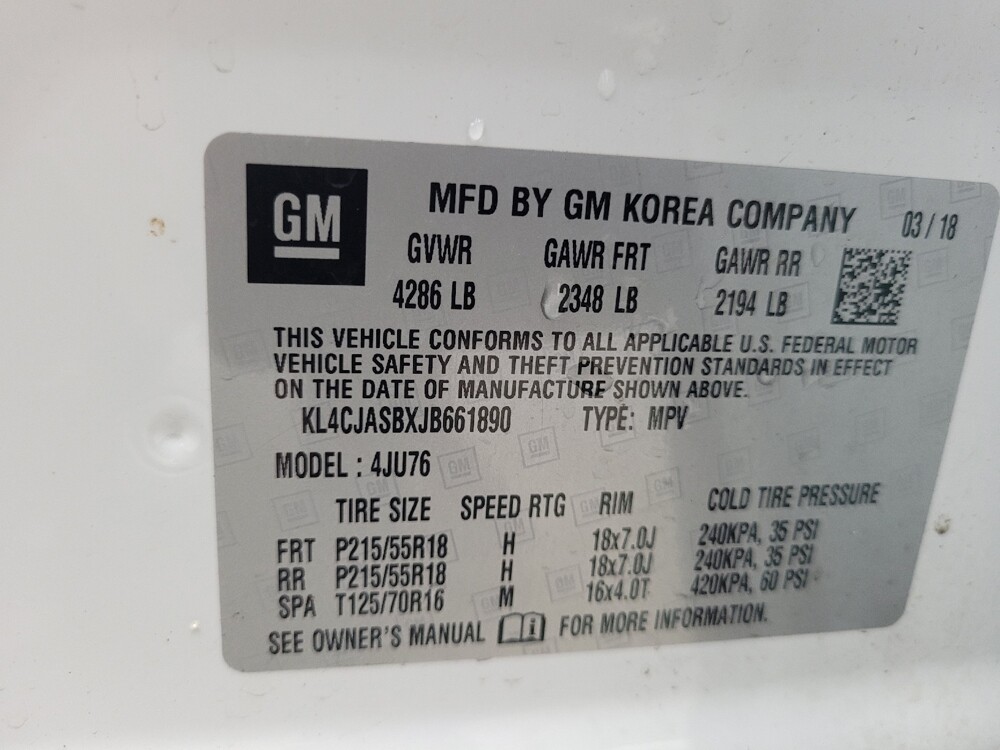 GM
MFD BY GM KOREA COMPANY 03/18
GVWR GAWR FRT GAWR RR
4286 LB 2348 LB 2194 LB
THIS VEHICLE CONFORMS TO ALL APPLICABLE U.S. FEDERAL MOTOR
VEHICLE SAFETY AND THEFT PREVENTION STANDARDS IN EFFECT
ON THE DATE OF MANUFACTURE SHOWN ABOVE.
KL4CJASBXJB661890 TYPE: MPV
MODEL : 4JU76
TIRE SIZE SPEED RTG RIM COLD TIRE PRESSURE
FRT P215/55R18 H 18x7.0J 240KPA, 35 PSI
RR P215/55R18 H 18x7.0J 240KPA, 35 PSI
SPA T125/70R16 M 16x4.0T 420KPA, 60 PSI
SEE OWNER'S MANUAL i FOR MORE INFORMATION.